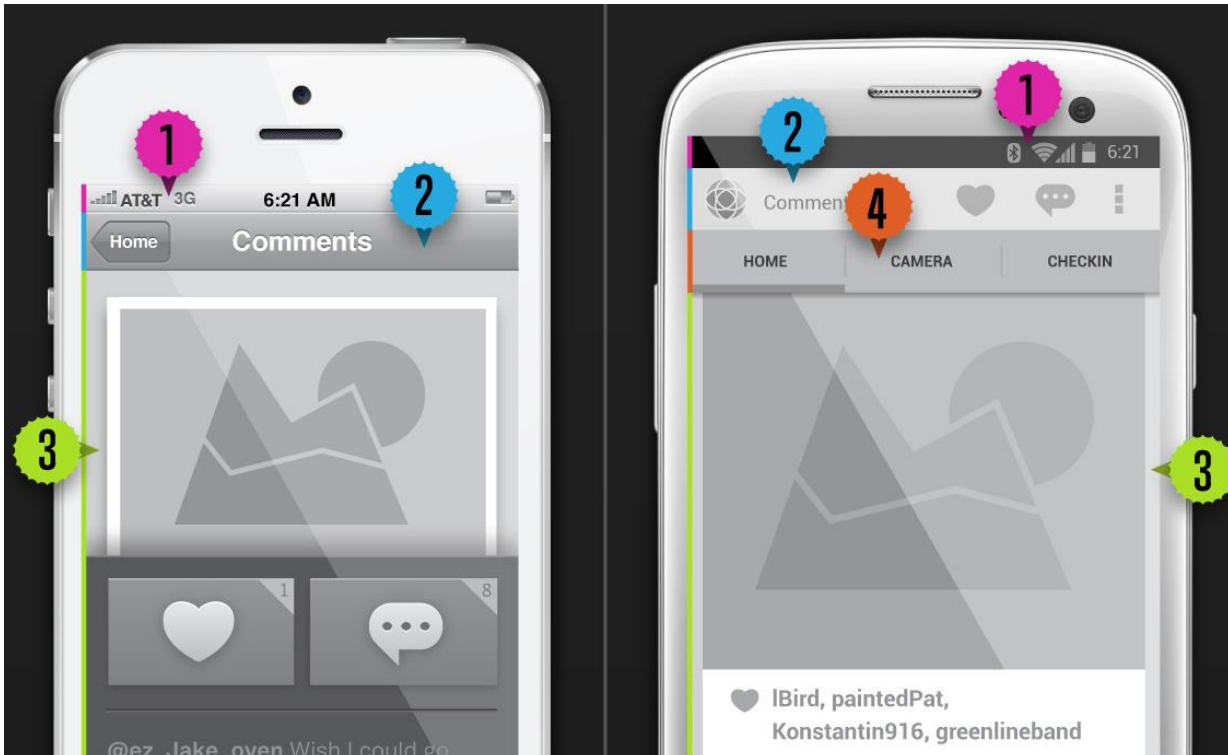 1
AT&T 3G 6:21 AM
2
Home Comments
3
1 8
@ez_Jake_oven Wish I could go
1
6:21
2
Comment
4
HOME CAMERA CHECKIN
3
lBird, paintedPat,
Konstantin916, greenlineband